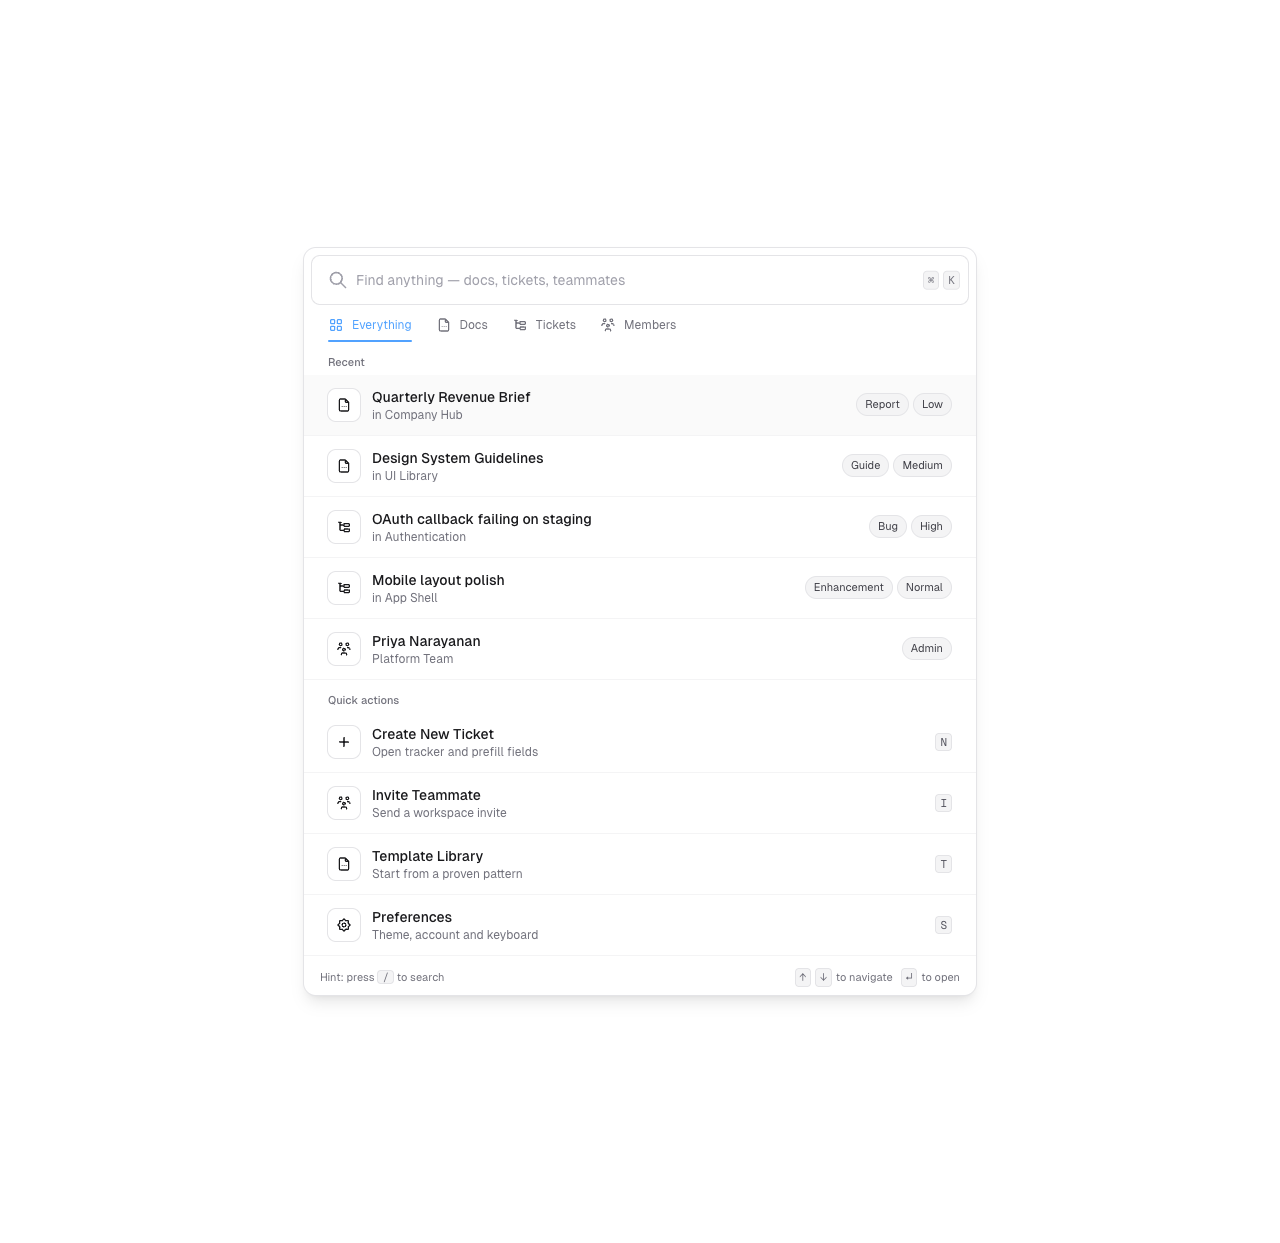 Find anything — docs, tickets, teammates ⌘ K
Everything Docs Tickets Members
Recent
Quarterly Revenue Brief
in Company Hub
Report Low
Design System Guidelines
in UI Library
Guide Medium
OAuth callback failing on staging
in Authentication
Bug High
Mobile layout polish
in App Shell
Enhancement Normal
Priya Narayanan
Platform Team
Admin
Quick actions
Create New Ticket
Open tracker and prefill fields
N
Invite Teammate
Send a workspace invite
I
Template Library
Start from a proven pattern
T
Preferences
Theme, account and keyboard
S
Hint: press / to search ↑ ↓ to navigate ↵ to open